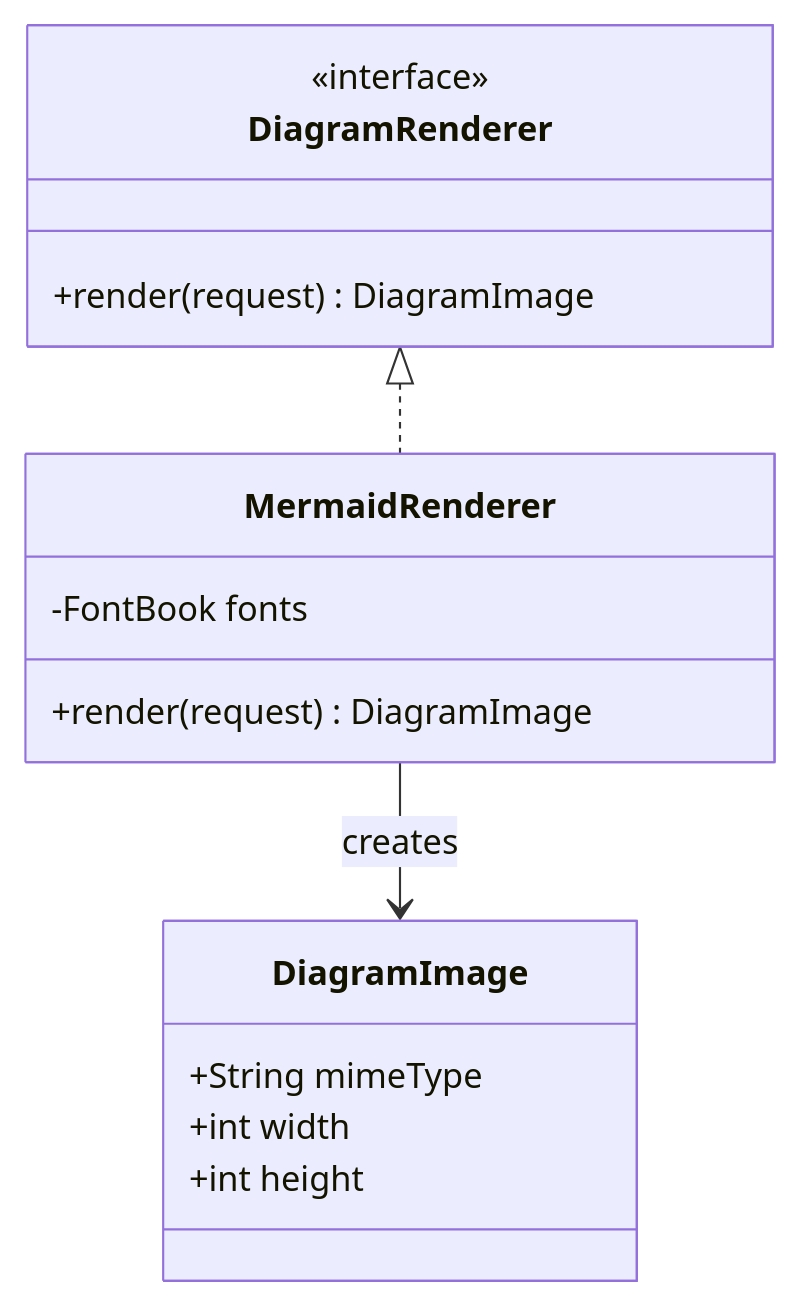 «interface»
DiagramRenderer
+render(request) : DiagramImage
MermaidRenderer
-FontBook fonts
+render(request) : DiagramImage
creates
DiagramImage
+String mimeType
+int width
+int height